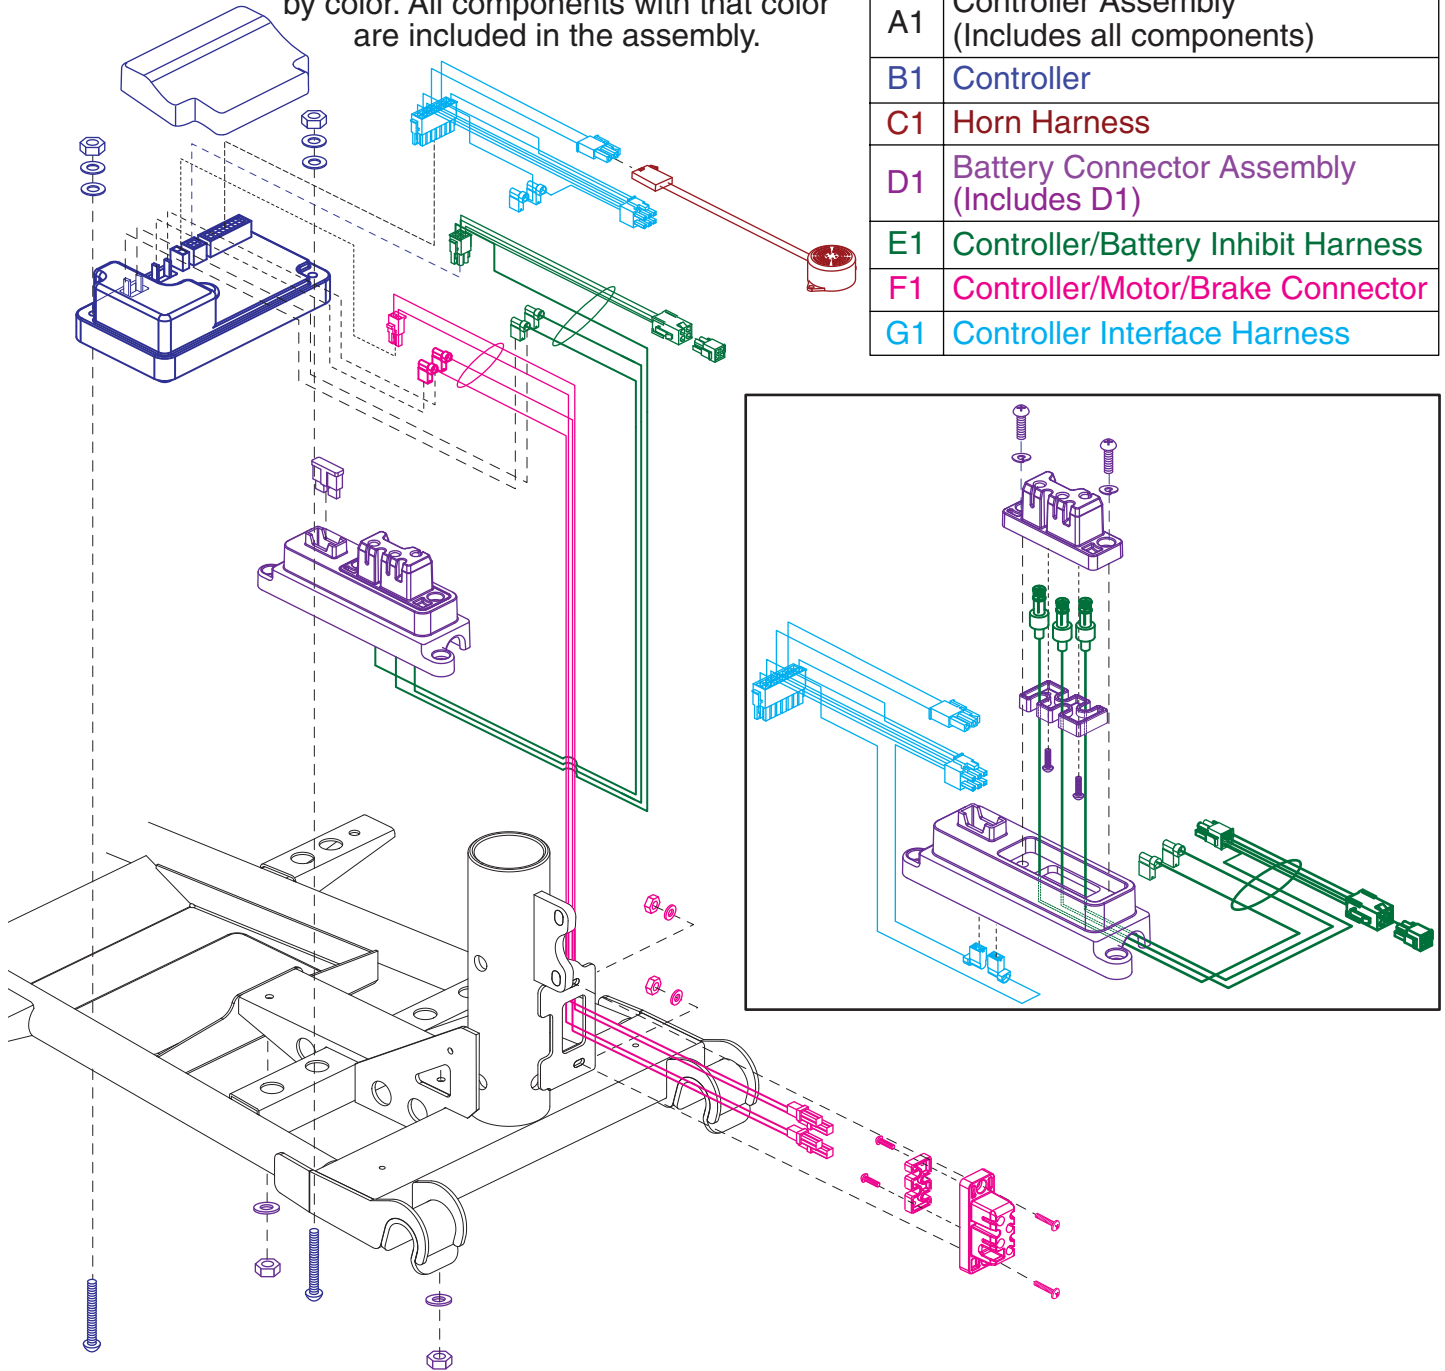 by color. All components with that color
are included in the assembly.
A1 Controller Assembly
(Includes all components)
B1 Controller
C1 Horn Harness
D1 Battery Connector Assembly
(Includes D1)
E1 Controller/Battery Inhibit Harness
F1 Controller/Motor/Brake Connector
G1 Controller Interface Harness